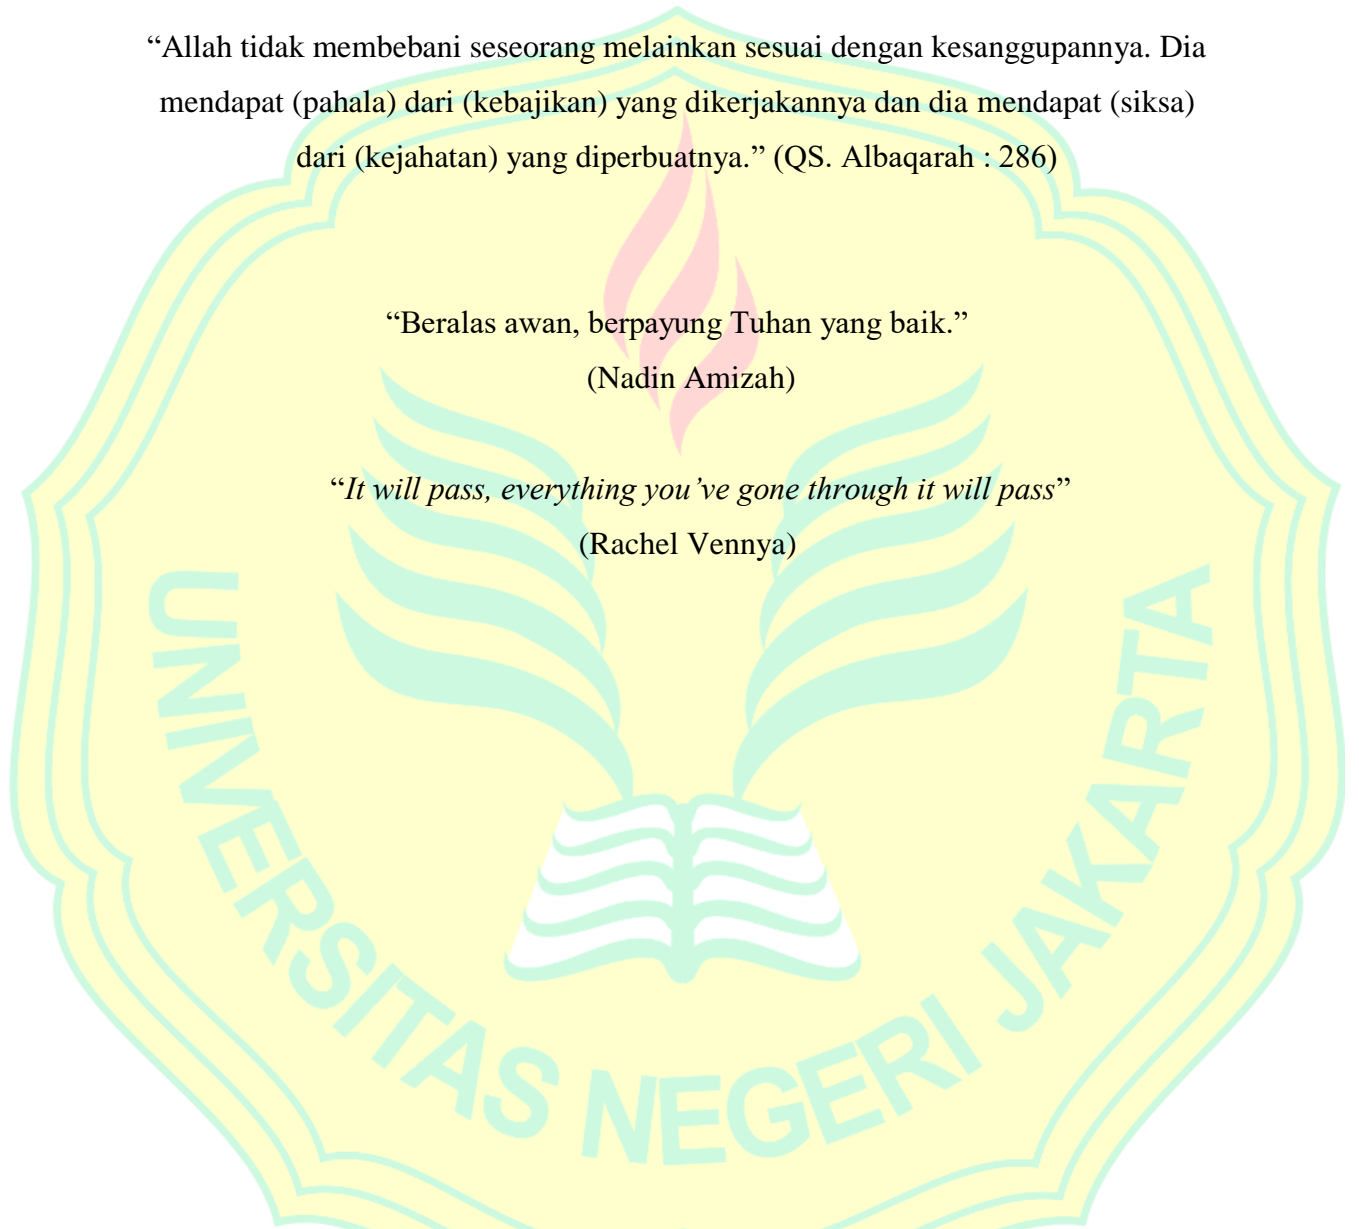 “Allah tidak membebani seseorang melainkan sesuai dengan kesanggupannya. Dia
mendapat (pahala) dari (kebajikan) yang dikerjakannya dan dia mendapat (siksa)
dari (kejahatan) yang diperbuatnya.” (QS. Albaqarah : 286)
“Beralas awan, berpayung Tuhan yang baik.”
(Nadin Amizah)
“It will pass, everything you’ve gone through it will pass”
(Rachel Vennya)
UNIVERSITAS NEGERI JAKARTA